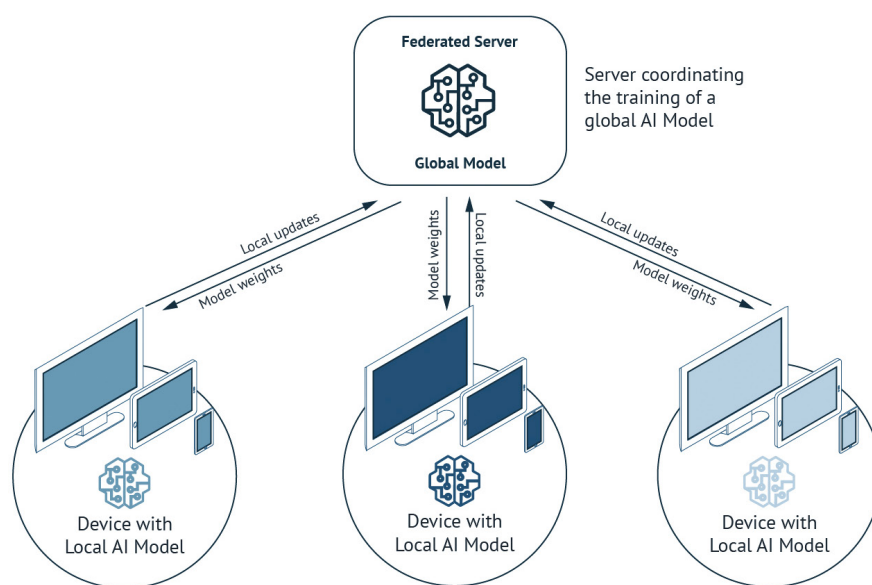 Federated Server
Global Model
Server coordinating
the training of a
global AI Model
Local updates
Model weights
Model weights
Local updates
Local updates
Model weights
Device with
Local AI Model
Device with
Local AI Model
Device with
Local AI Model